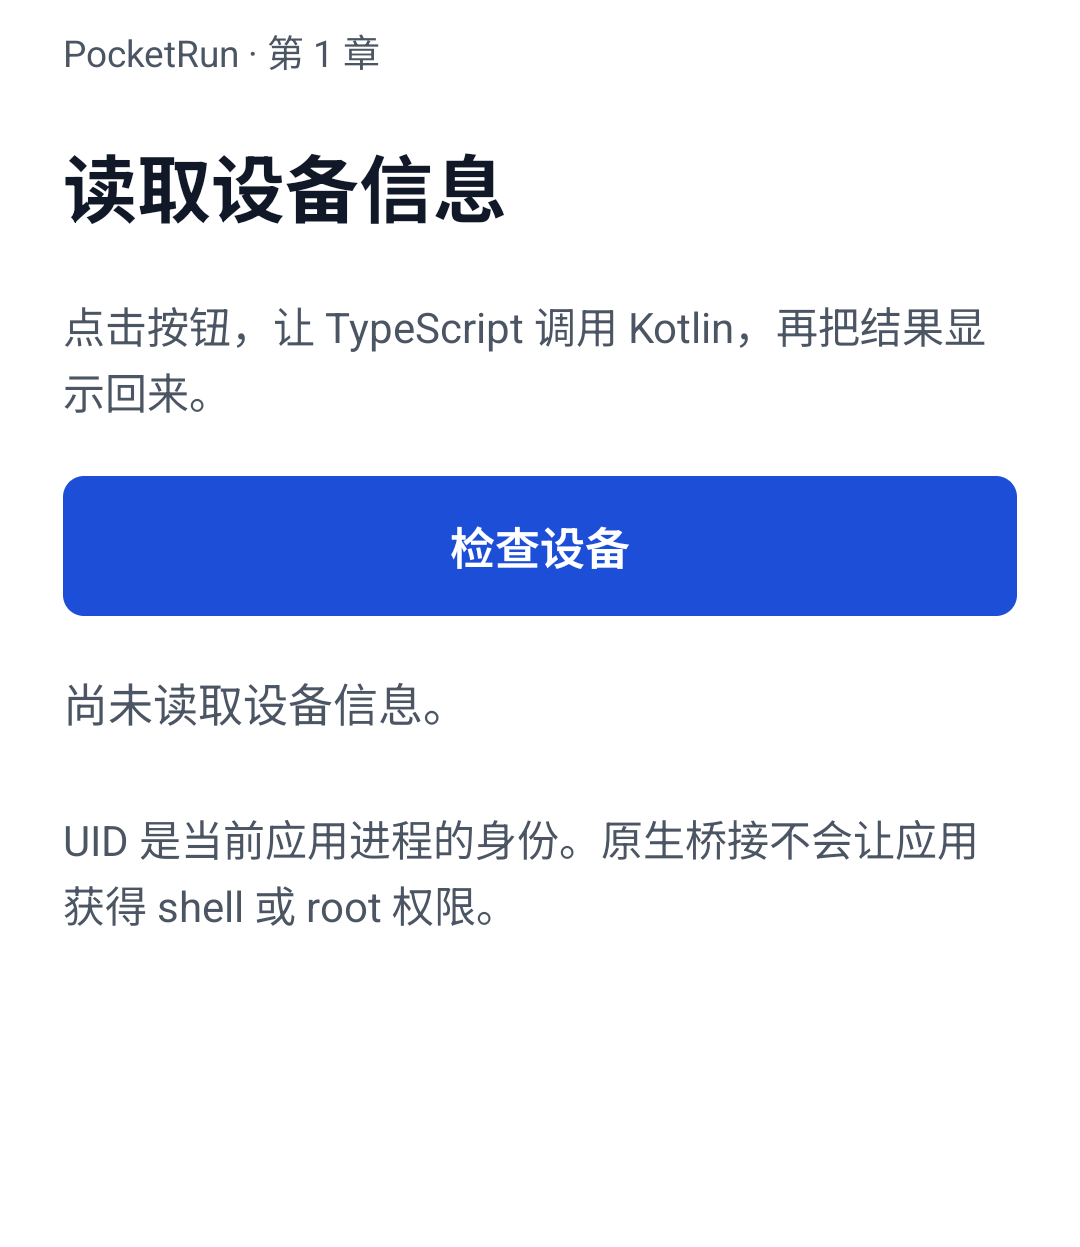 PocketRun · 第 1 章
读取设备信息
点击按钮，让 TypeScript 调用 Kotlin，再把结果显
示回来。
检查设备
尚未读取设备信息。
UID 是当前应用进程的身份。原生桥接不会让应用
获得 shell 或 root 权限。